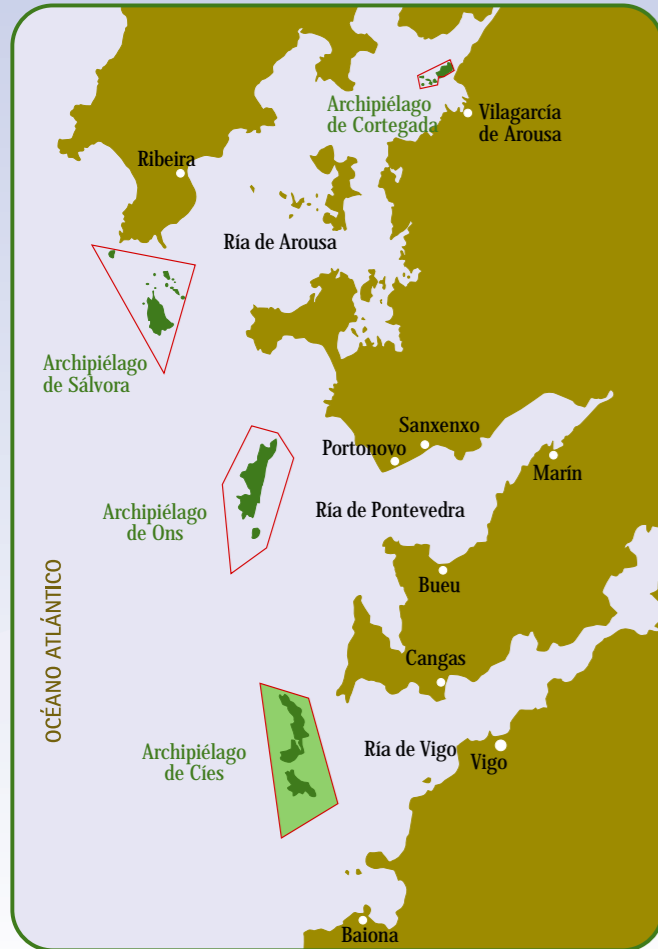 Archipiélago
de Cortegada
Vilagarcía
de Arousa
Ribeira
Ría de Arousa
Archipiélago
de Sálvora
Sanxenxo
Portonovo
Marín
Archipiélago
de Ons
Ría de Pontevedra
Bueu
OCÉANO ATLÁNTICO
Cangas
Archipiélago
de Cíes
Ría de Vigo
Vigo
Baiona